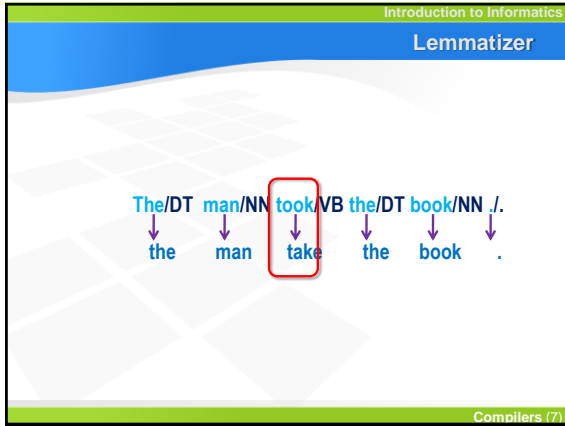 Introduction to Informatics
Lemmatizer
The/DT man/NN took/VB the/DT book/NN ./.
the man take the book .
Compilers (7)